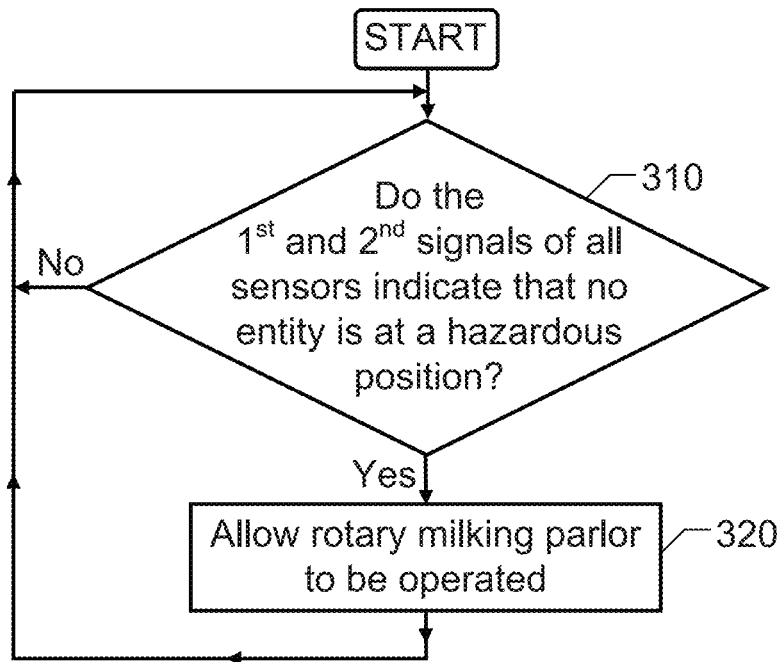 START
310
Do the
1st and 2nd signals of all
sensors indicate that no
entity is at a hazardous
position?
No
Yes
Allow rotary milking parlor
to be operated
320